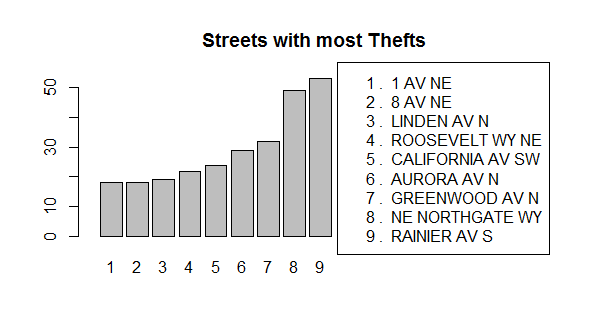 Streets with most Thefts
50
30
10
0
1 2 3 4 5 6 7 8 9
1 . 1 AV NE
2 . 8 AV NE
3 . LINDEN AV N
4 . ROOSEVELT WY NE
5 . CALIFORNIA AV SW
6 . AURORA AV N
7 . GREENWOOD AV N
8 . NE NORTHGATE WY
9 . RAINIER AV S